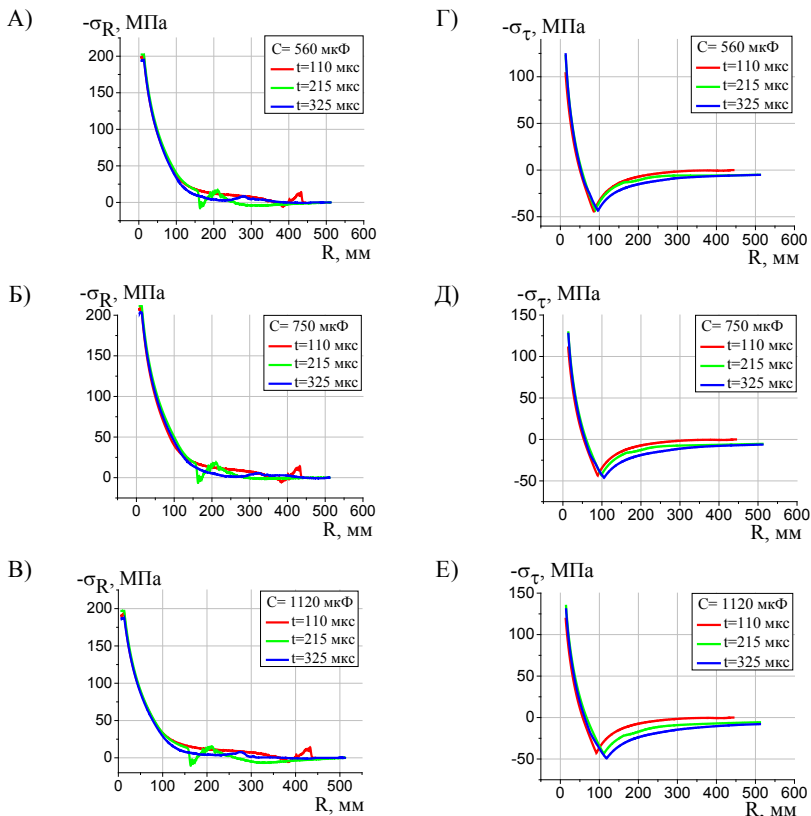 А)
-σR, МПа
200
150
100
50
0
0 100 200 300 400 500 600
R, мм
C= 560 мкФ
t=110 мкс
t=215 мкс
t=325 мкс
Г)
-στ, МПа
100
50
0
-50
0 100 200 300 400 500 600
R, мм
C= 560 мкФ
t=110 мкс
t=215 мкс
t=325 мкс
Б)
-σR, МПа
200
150
100
50
0
0 100 200 300 400 500 600
R, мм
C= 750 мкФ
t=110 мкс
t=215 мкс
t=325 мкс
Д)
-στ, МПа
150
100
50
0
-50
0 100 200 300 400 500 600
R, мм
C= 750 мкФ
t=110 мкс
t=215 мкс
t=325 мкс
В)
-σR, МПа
200
150
100
50
0
0 100 200 300 400 500
R, мм
C= 1120 мкФ
t=110 мкс
t=215 мкс
t=325 мкс
Е)
-στ, МПа
150
100
50
0
-50
0 100 200 300 400 500 600
R, мм
C= 1120 мкФ
t=110 мкс
t=215 мкс
t=325 мкс